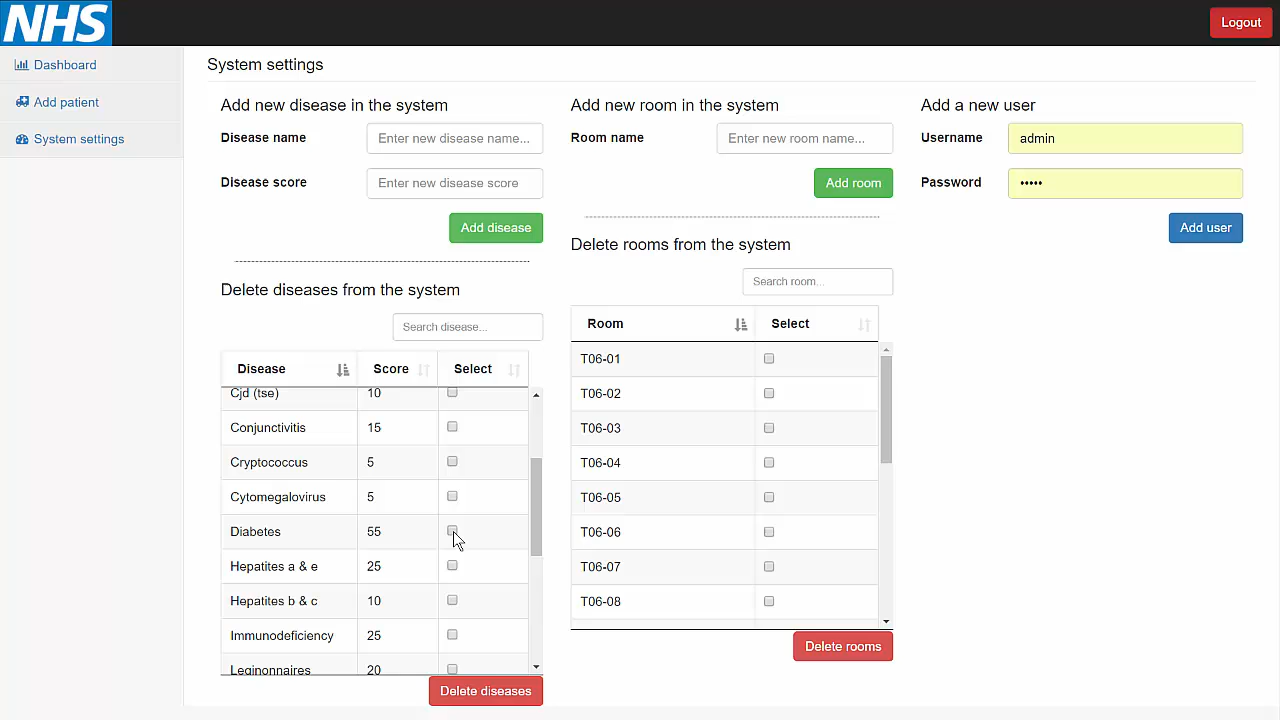 NHS
Logout
Dashboard
Add patient
System settings
System settings
Add new disease in the system
Disease name
Enter new disease name...
Disease score
Enter new disease score
Add disease
Delete diseases from the system
Search disease...
Disease Score Select
Cjd (tse) 10
Conjunctivitis 15
Cryptococcus 5
Cytomegalovirus 5
Diabetes 55
Hepatites a & e 25
Hepatites b & c 10
Immunodeficiency 25
Leginonnaires 20
Delete diseases
Add new room in the system
Room name
Enter new room name...
Add room
Delete rooms from the system
Search room...
Room Select
T06-01
T06-02
T06-03
T06-04
T06-05
T06-06
T06-07
T06-08
Delete rooms
Add a new user
Username
admin
Password
•••••
Add user